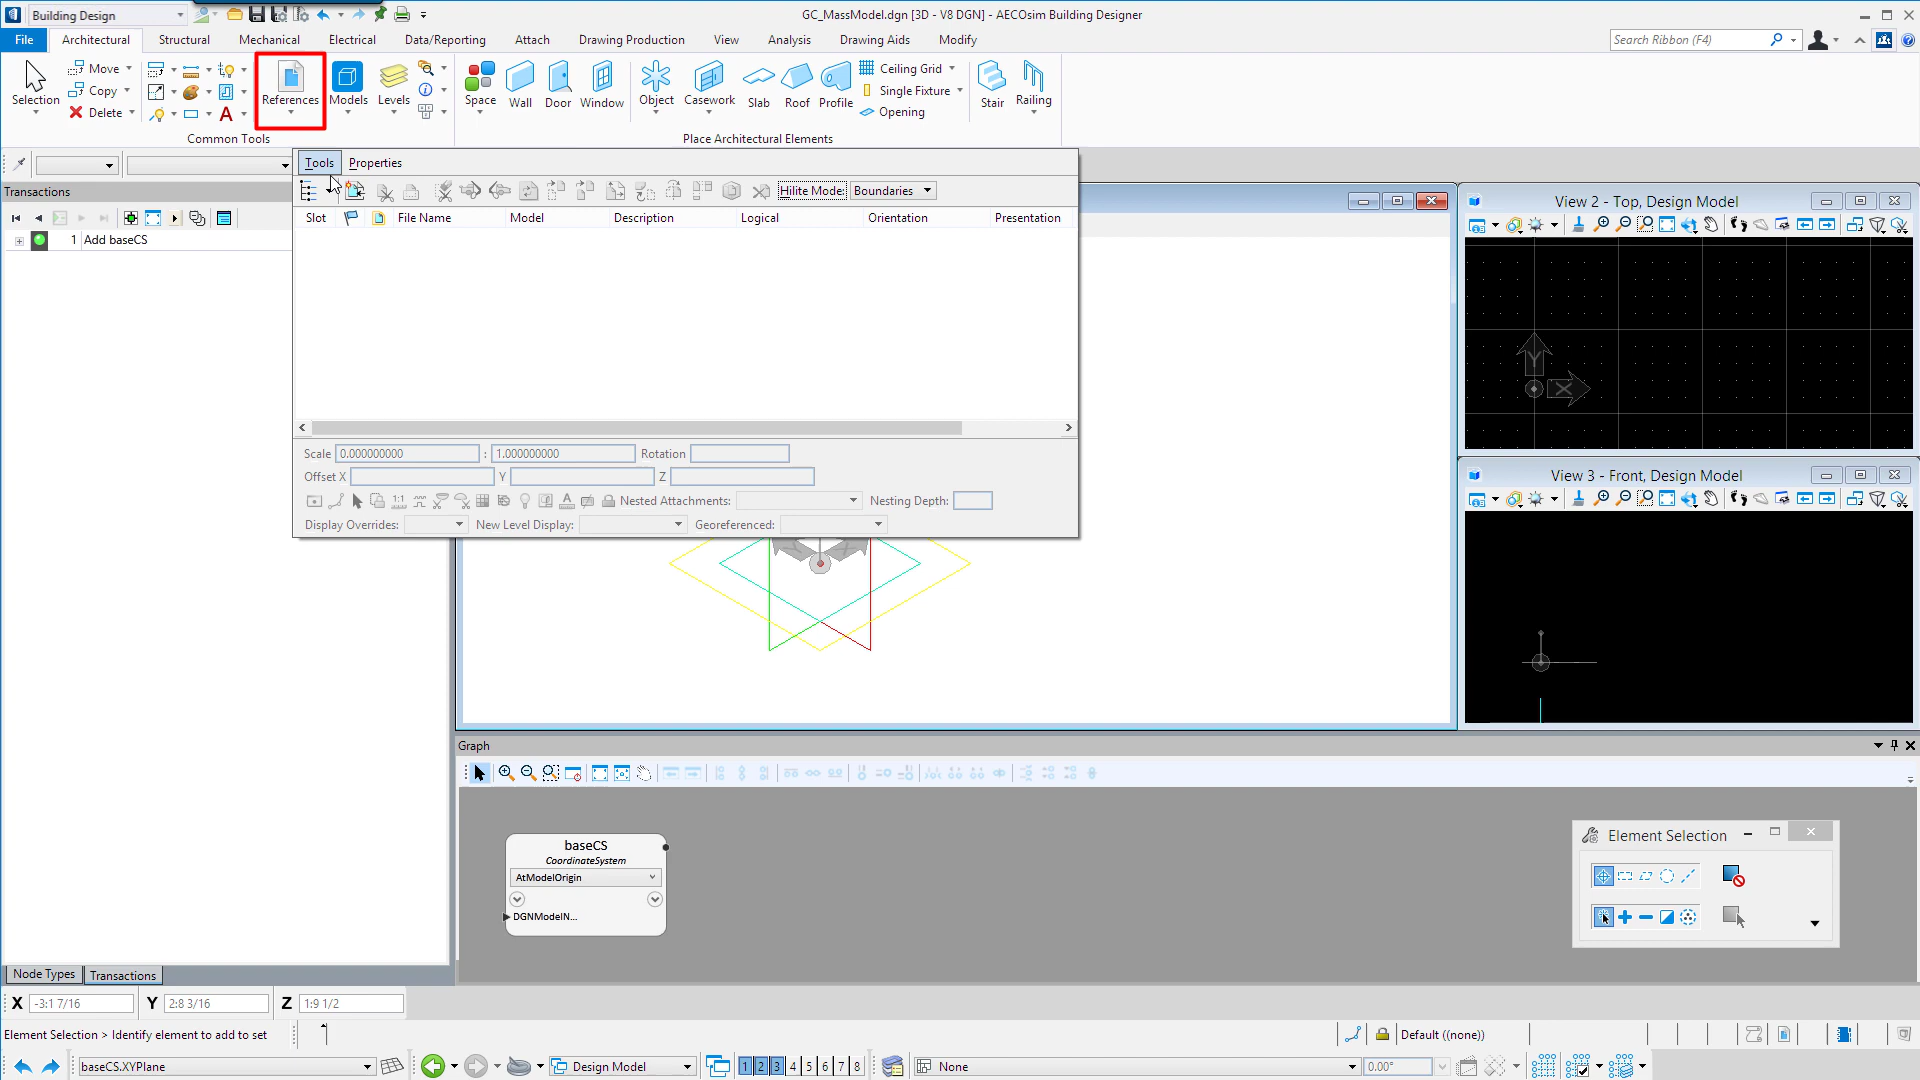 Building Design
GC_MassModel.dgn [3D - V8 DGN] - AECOsim Building Designer
File Architectural Structural Mechanical Electrical Data/Reporting Attach Drawing Production View Analysis Drawing Aids Modify
Search Ribbon (F4)
Selection
Move
Copy
Delete
References
Models
Levels
Space
Wall
Door
Window
Object
Casework
Slab
Roof
Profile
Ceiling Grid
Single Fixture
Opening
Stair
Railing
Common Tools
Place Architectural Elements
Tools Properties
Transactions
Hilite Mode: Boundaries
Slot File Name Model Description Logical Orientation Presentation
1 Add baseCS
View 2 - Top, Design Model
Y
X
Scale 0.000000000 : 1.000000000 Rotation
Offset X Y Z
1:1
Nested Attachments: Nesting Depth:
Display Overrides: New Level Display: Georeferenced:
View 3 - Front, Design Model
Graph
baseCS
CoordinateSystem
AtModelOrigin
DGNModelN...
Element Selection
Node Types Transactions
X -3:1 7/16 Y 2:8 3/16 Z 1:9 1/2
Element Selection > Identify element to add to set
Default ((none))
baseCS.XYPlane
Design Model
1 2 3 4 5 6 7 8
None
0.00°